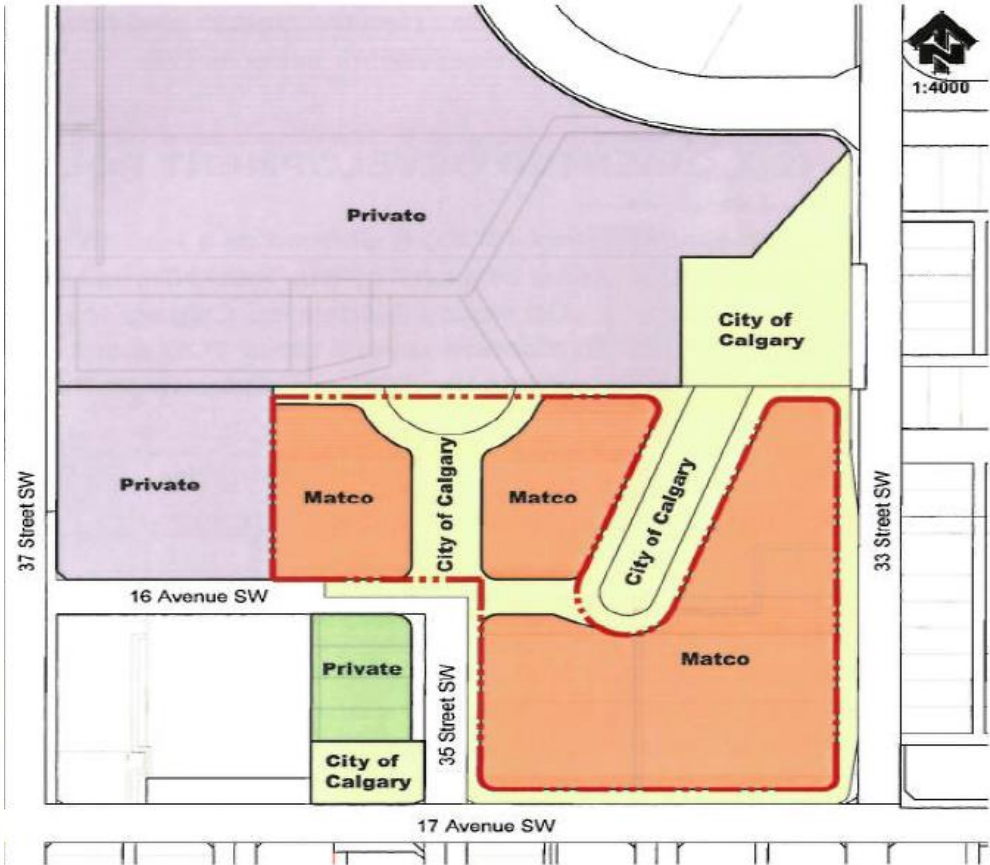 1:4000
Private
City of
Calgary
Private
Matco
City of Calgary
Matco
City of Calgary
37 Street SW
33 Street SW
16 Avenue SW
Private
35 Street SW
Matco
City of
Calgary
17 Avenue SW